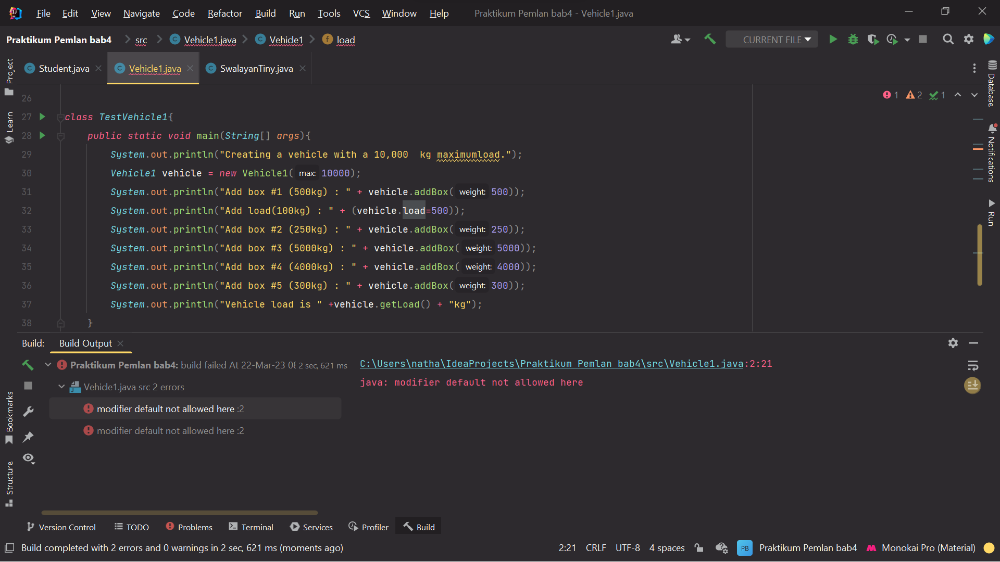 File Edit View Navigate Code Refactor Build Run Tools VCS Window Help Praktikum Pemlan bab4 - Vehicle1.java
Praktikum Pemlan bab4 src Vehicle1.java Vehicle1 load CURRENT FILE
Student.java Vehicle1.java SwalayanTiny.java
Project
Learn
Bookmarks
Structure
Database
Notifications
Run
1 2 1
26
27 class TestVehicle1{
28 public static void main(String[] args){
29 System.out.println("Creating a vehicle with a 10,000  kg maximumload.");
30 Vehicle1 vehicle = new Vehicle1( max: 10000);
31 System.out.println("Add box #1 (500kg) : " + vehicle.addBox( weight: 500));
32 System.out.println("Add load(100kg) : " + (vehicle.load=500));
33 System.out.println("Add box #2 (250kg) : " + vehicle.addBox( weight: 250));
34 System.out.println("Add box #3 (5000kg) : " + vehicle.addBox( weight: 5000));
35 System.out.println("Add box #4 (4000kg) : " + vehicle.addBox( weight: 4000));
36 System.out.println("Add box #5 (300kg) : " + vehicle.addBox( weight: 300));
37 System.out.println("Vehicle load is " +vehicle.getLoad() + "kg");
38 }
Build: Build Output
Praktikum Pemlan bab4: build failed At 22-Mar-23 2 sec, 621 ms
Vehicle1.java src 2 errors
modifier default not allowed here :2
modifier default not allowed here :2
C:\Users\natha\IdeaProjects\Praktikum Pemlan bab4\src\Vehicle1.java:2:21
java: modifier default not allowed here
Version Control TODO Problems Terminal Services Profiler Build
Build completed with 2 errors and 0 warnings in 2 sec, 621 ms (moments ago) 2:21 CRLF UTF-8 4 spaces PB Praktikum Pemlan bab4 Monokai Pro (Material)